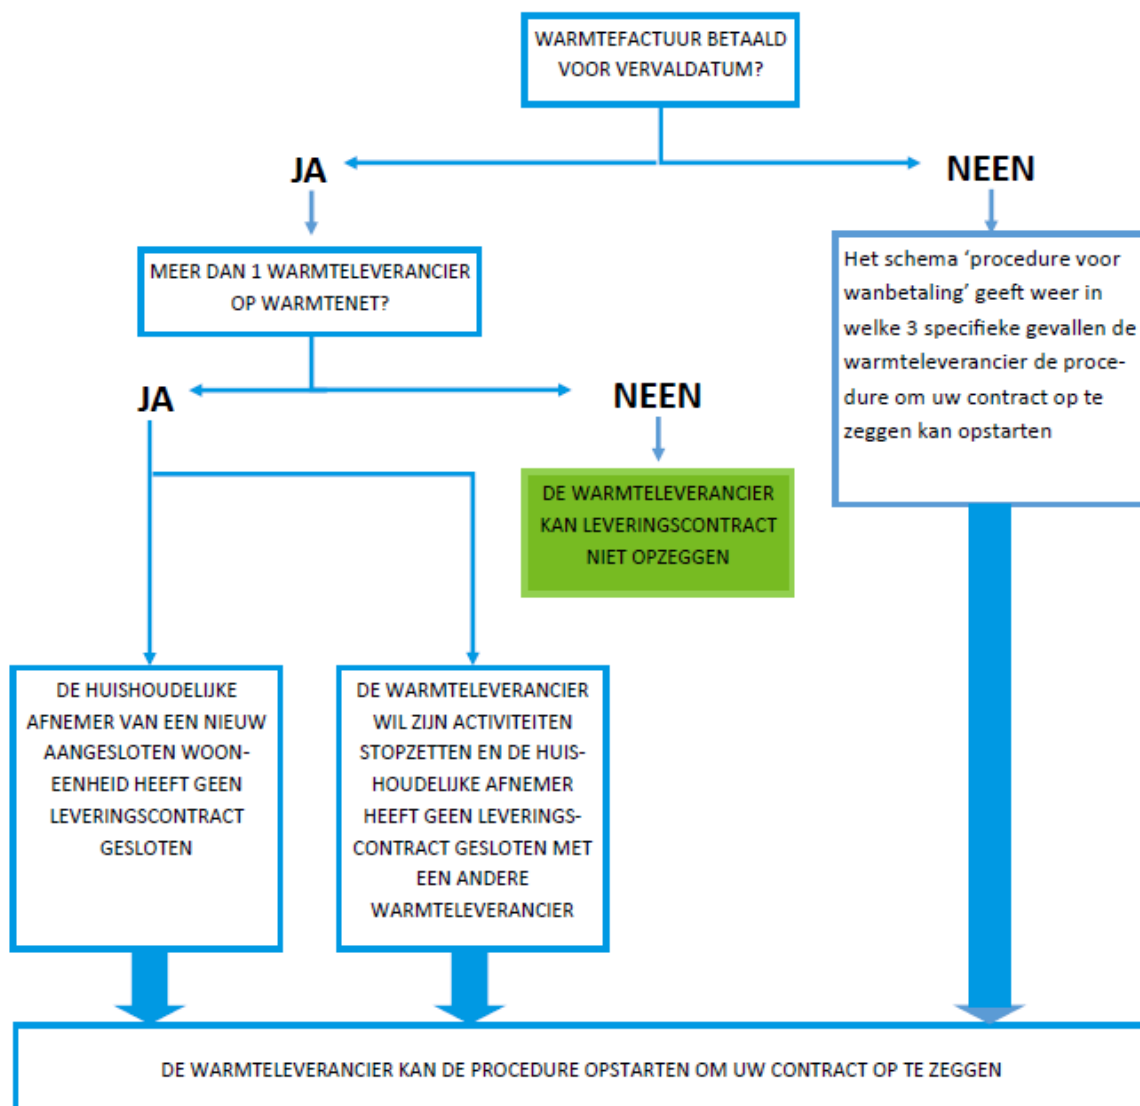 WARMTEFACTUUR BETAALD
VOOR VERVALDATUM?
JA
NEEN
MEER DAN 1 WARMTELEVERANCIER
OP WARMTENET?
Het schema ‘procedure voor
wanbetaling’ geeft weer in
welke 3 specifieke gevallen de
warmteleverancier de proce-
dure om uw contract op te
zeggen kan opstarten
JA
NEEN
DE WARMTELEVERANCIER
KAN LEVERINGSCONTRACT
NIET OPZEGGEN
DE HUISHOUDELIJKE
AFNEMER VAN EEN NIEUW
AANGESLOTEN WOON-
EENHEID HEEFT GEEN
LEVERINGSCONTRACT
GESLOTEN
DE WARMTELEVERANCIER
WIL ZIJN ACTIVITEITEN
STOPZETTEN EN DE HUIS-
HOUDELIJKE AFNEMER
HEEFT GEEN LEVERINGS-
CONTRACT GESLOTEN MET
EEN ANDERE
WARMTELEVERANCIER
DE WARMTELEVERANCIER KAN DE PROCEDURE OPSTARTEN OM UW CONTRACT OP TE ZEGGEN